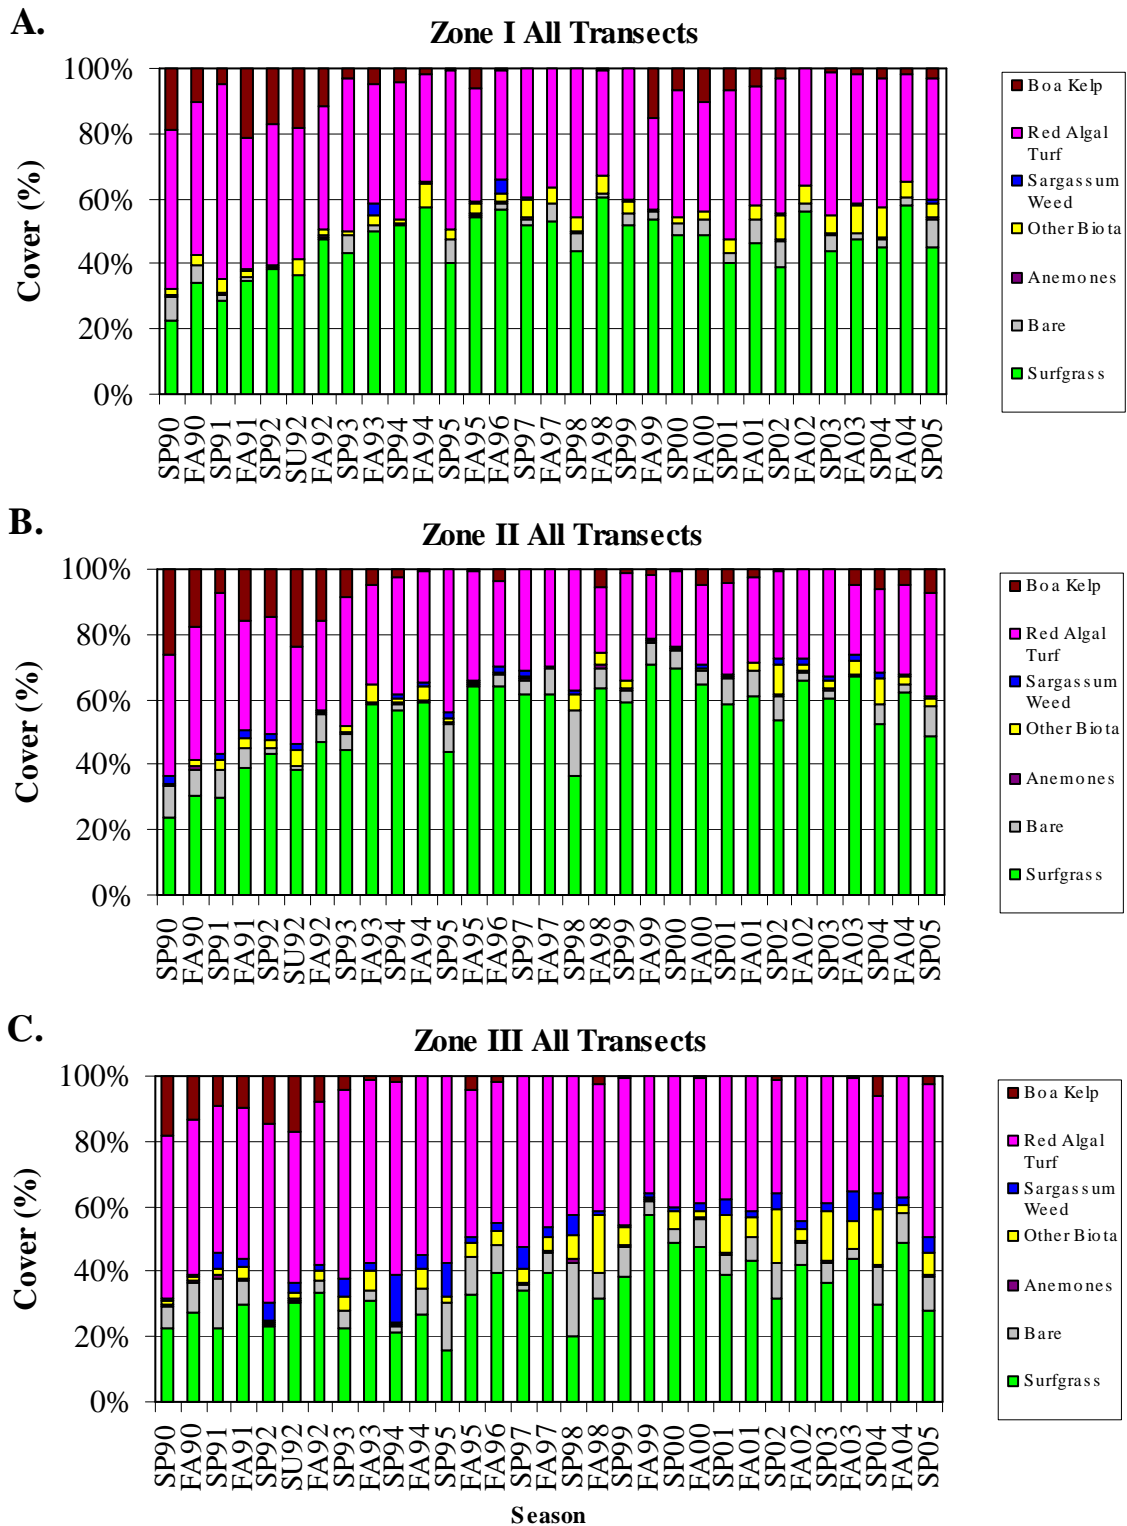 A.
Zone I All Transects
Cover (%)
100%
80%
60%
40%
20%
0%
SP90 FA90 SP91 FA91 SP92 SU92 FA92 SP93 FA93 SP94 FA94 SP95 FA95 FA96 SP97 FA97 SP98 FA98 SP99 FA99 SP00 FA00 SP01 FA01 SP02 FA02 SP03 FA03 SP04 FA04 SP05
Boa Kelp
Red Algal
Turf
Sargassum
Weed
Other Biota
Anemones
Bare
Surfgrass
B.
Zone II All Transects
Cover (%)
100%
80%
60%
40%
20%
0%
SP90 FA90 SP91 FA91 SP92 SU92 FA92 SP93 FA93 SP94 FA94 SP95 FA95 FA96 SP97 FA97 SP98 FA98 SP99 FA99 SP00 FA00 SP01 FA01 SP02 FA02 SP03 FA03 SP04 FA04 SP05
Boa Kelp
Red Algal
Turf
Sargassum
Weed
Other Biota
Anemones
Bare
Surfgrass
C.
Zone III All Transects
Cover (%)
100%
80%
60%
40%
20%
0%
SP90 FA90 SP91 FA91 SP92 SU92 FA92 SP93 FA93 SP94 FA94 SP95 FA95 FA96 SP97 FA97 SP98 FA98 SP99 FA99 SP00 FA00 SP01 FA01 SP02 FA02 SP03 FA03 SP04 FA04 SP05
Season
Boa Kelp
Red Algal
Turf
Sargassum
Weed
Other Biota
Anemones
Bare
Surfgrass